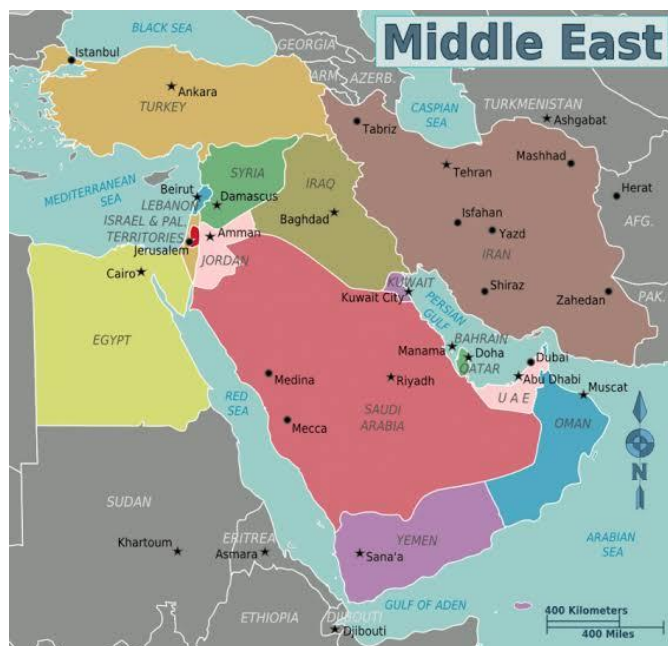 Middle East
BLACK SEA
Istanbul
GEORGIA
ARM.
AZERB.
CASPIAN
SEA
TURKMENISTAN
Ashgabat
Ankara
TURKEY
Tabriz
Tehran
Mashhad
Herat
AFG.
MEDITERRANEAN
SEA
Beirut
LEBANON
SYRIA
Damascus
IRAQ
Baghdad
Isfahan
Yazd
IRAN
ISRAEL & PAL.
TERRITORIES
Jerusalem
Amman
JORDAN
Cairo
EGYPT
KUWAIT
Kuwait City
Shiraz
Zahedan
PAK.
PERSIAN
GULF
BAHRAIN
Manama
Doha
QATAR
Dubai
Abu Dhabi
U A E
Muscat
OMAN
RED
SEA
Medina
Riyadh
Mecca
SAUDI
ARABIA
N
SUDAN
Khartoum
ERITREA
Asmara
YEMEN
Sana'a
ARABIAN
SEA
ETHIOPIA
DJIBOUTI
Djibouti
GULF OF ADEN
400 Kilometers
400 Miles